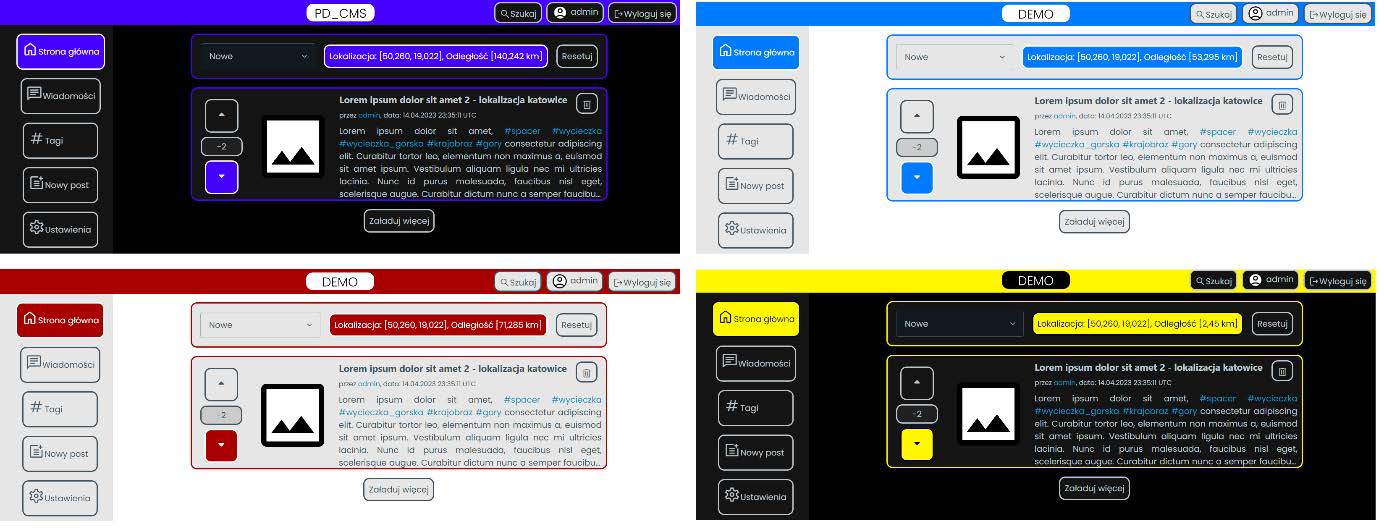 PD_CMS
Szukaj
admin
Wyloguj się
Strona główna
Wiadomości
Tagi
Nowy post
Ustawienia
Nowe
Lokalizacja: [50,260, 19,022], Odległość [140,242 km]
Resetuj
Lorem ipsum dolor sit amet 2 - lokalizacja katowice
przez admin, data: 14.04.2023 23:35:11 UTC
-2
Lorem ipsum dolor sit amet, #spacer #wycieczka
#wycieczka_gorska #krajobraz #gory consectetur adipiscing
elit. Curabitur tortor leo, elementum non maximus a, euismod
sit amet ipsum. Vestibulum aliquam ligula nec mi ultricies
lacinia. Nunc id purus malesuada, faucibus nisl eget,
scelerisque augue. Curabitur dictum nunc a semper faucibu...
Załaduj więcej
DEMO
Szukaj
admin
Wyloguj się
Strona główna
Wiadomości
Tagi
Nowy post
Ustawienia
Nowe
Lokalizacja: [50,260, 19,022], Odległość [53,295 km]
Resetuj
Lorem ipsum dolor sit amet 2 - lokalizacja katowice
przez admin, data: 14.04.2023 23:35:11 UTC
-2
Lorem ipsum dolor sit amet, #spacer #wycieczka
#wycieczka_gorska #krajobraz #gory consectetur adipiscing
elit. Curabitur tortor leo, elementum non maximus a, euismod
sit amet ipsum. Vestibulum aliquam ligula nec mi ultricies
lacinia. Nunc id purus malesuada, faucibus nisl eget,
scelerisque augue. Curabitur dictum nunc a semper faucibu...
Załaduj więcej
DEMO
Szukaj
admin
Wyloguj się
Strona główna
Wiadomości
Tagi
Nowy post
Ustawienia
Nowe
Lokalizacja: [50,260, 19,022], Odległość [71,285 km]
Resetuj
Lorem ipsum dolor sit amet 2 - lokalizacja katowice
przez admin, data: 14.04.2023 23:35:11 UTC
-2
Lorem ipsum dolor sit amet, #spacer #wycieczka
#wycieczka_gorska #krajobraz #gory consectetur adipiscing
elit. Curabitur tortor leo, elementum non maximus a, euismod
sit amet ipsum. Vestibulum aliquam ligula nec mi ultricies
lacinia. Nunc id purus malesuada, faucibus nisl eget,
scelerisque augue. Curabitur dictum nunc a semper faucibu...
Załaduj więcej
DEMO
Szukaj
admin
Wyloguj się
Strona główna
Wiadomości
Tagi
Nowy post
Ustawienia
Nowe
Lokalizacja: [50,260, 19,022], Odległość [2,45 km]
Resetuj
Lorem ipsum dolor sit amet 2 - lokalizacja katowice
przez admin, data: 14.04.2023 23:35:11 UTC
-2
Lorem ipsum dolor sit amet, #spacer #wycieczka
#wycieczka_gorska #krajobraz #gory consectetur adipiscing
elit. Curabitur tortor leo, elementum non maximus a, euismod
sit amet ipsum. Vestibulum aliquam ligula nec mi ultricies
lacinia. Nunc id purus malesuada, faucibus nisl eget,
scelerisque augue. Curabitur dictum nunc a semper faucibu...
Załaduj więcej